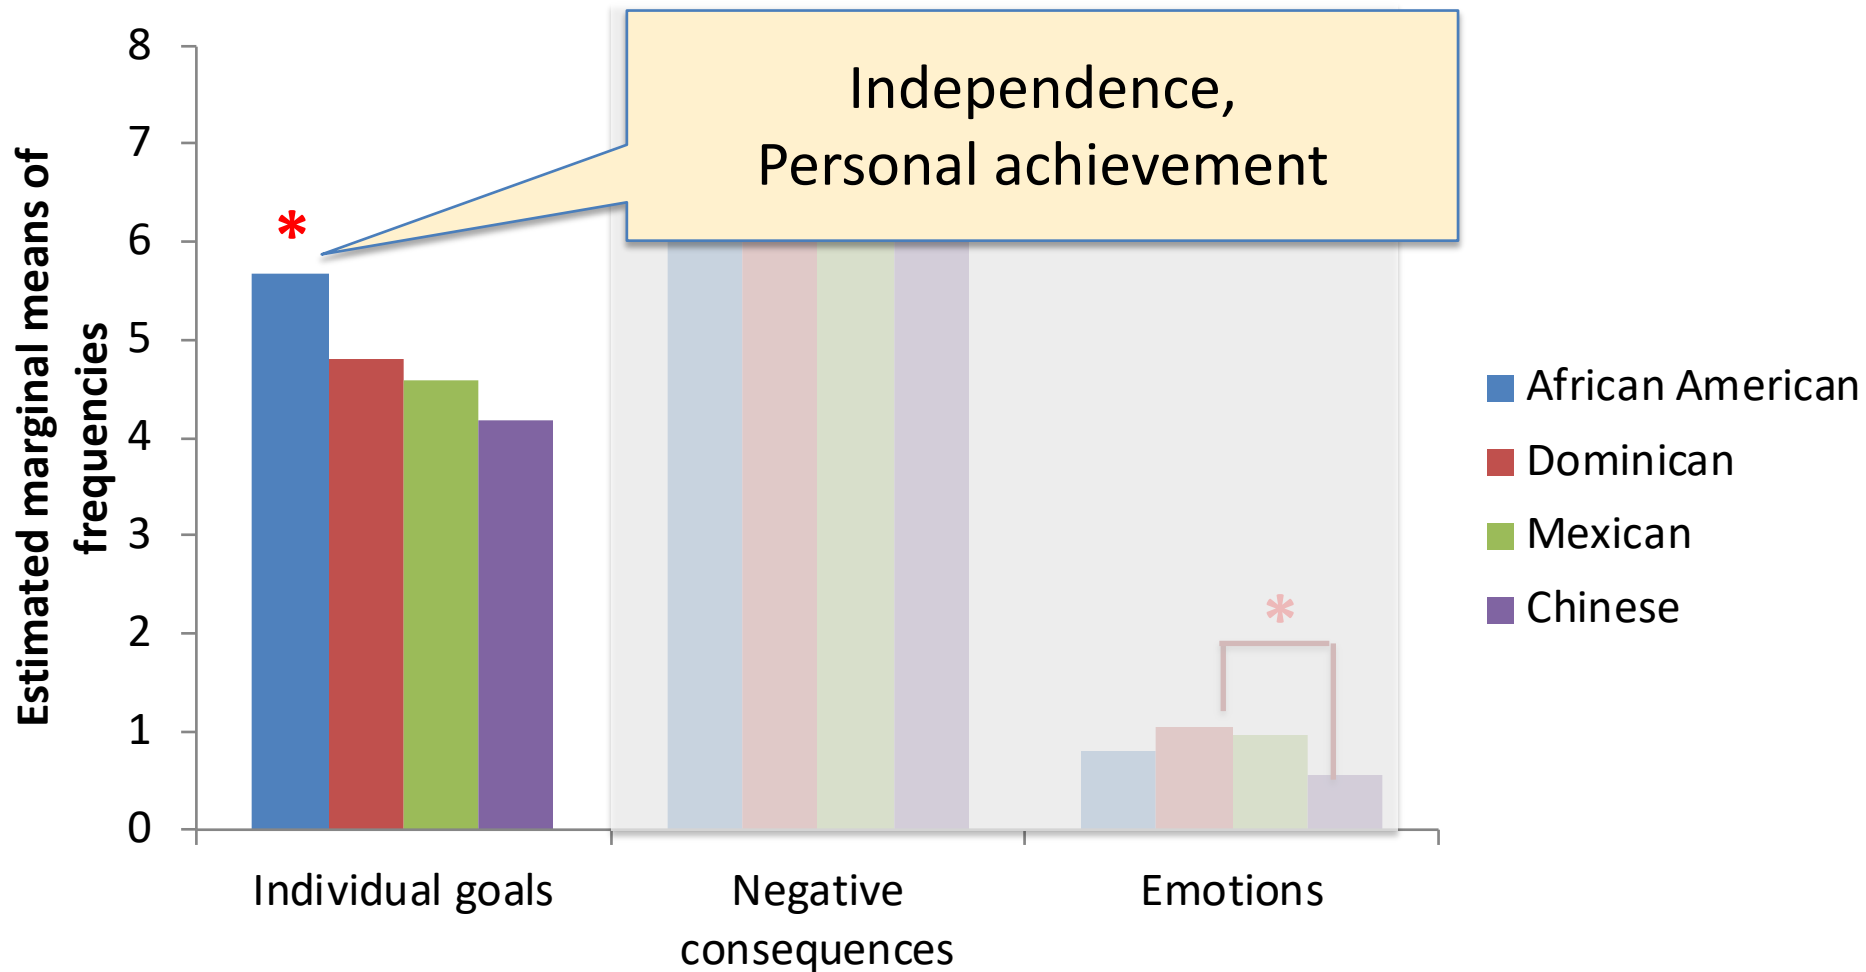 Independence,
Personal achievement
Estimated marginal means of
frequencies
8
7
6
5
4
3
2
1
0
*
*
Individual goals
Negative
consequences
Emotions
African American
Dominican
Mexican
Chinese